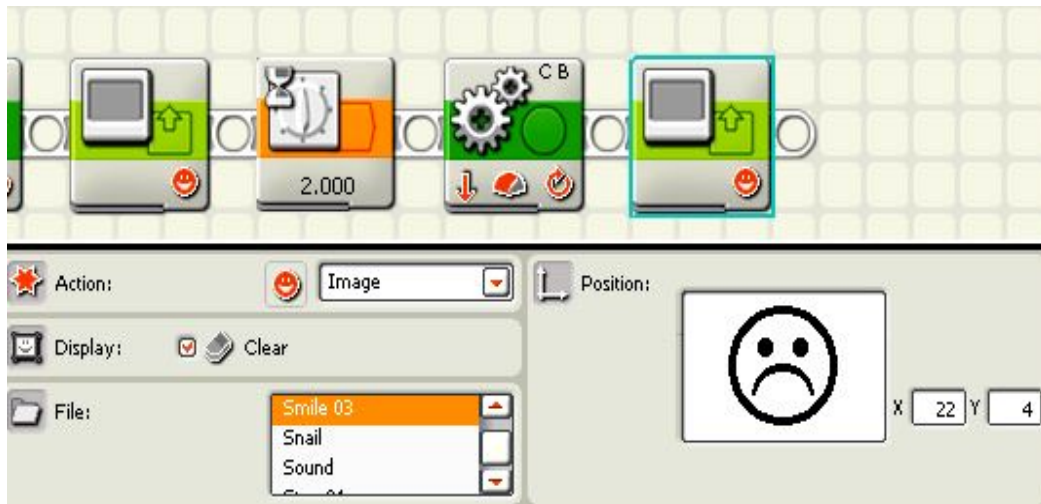 C B
2.000
Action:
Image
Position:
Display:
Clear
File:
Smile 03
Snail
Sound
X 22 Y 4